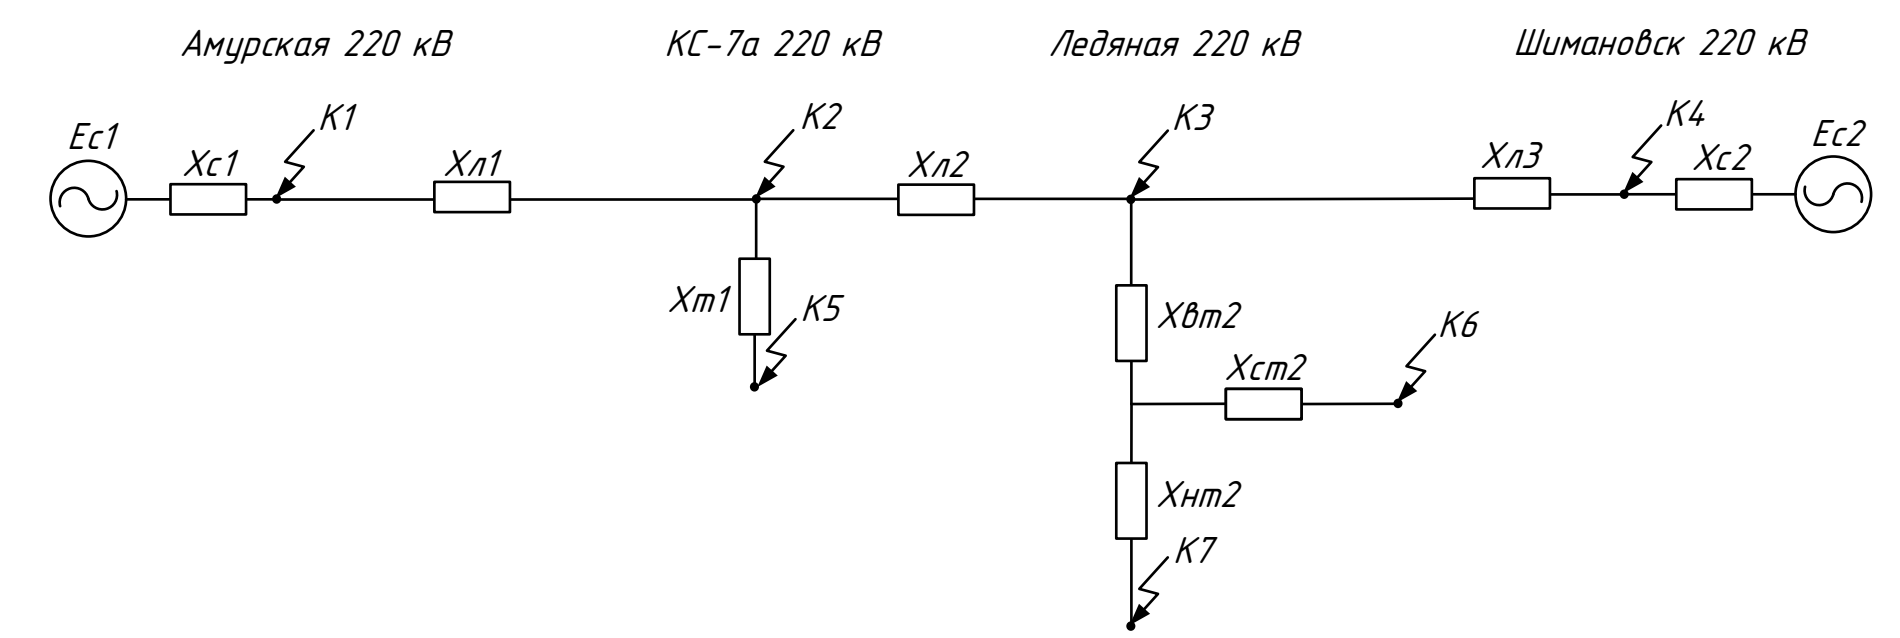 Амурская 220 кВ
КС-7а 220 кВ
Ледяная 220 кВ
Шимановск 220 кВ
Ес1
Хс1
К1
Хл1
К2
Хл2
К3
Хл3
К4
Хс2
Ес2
Хт1
К5
Хвт2
Хст2
К6
Хнт2
К7